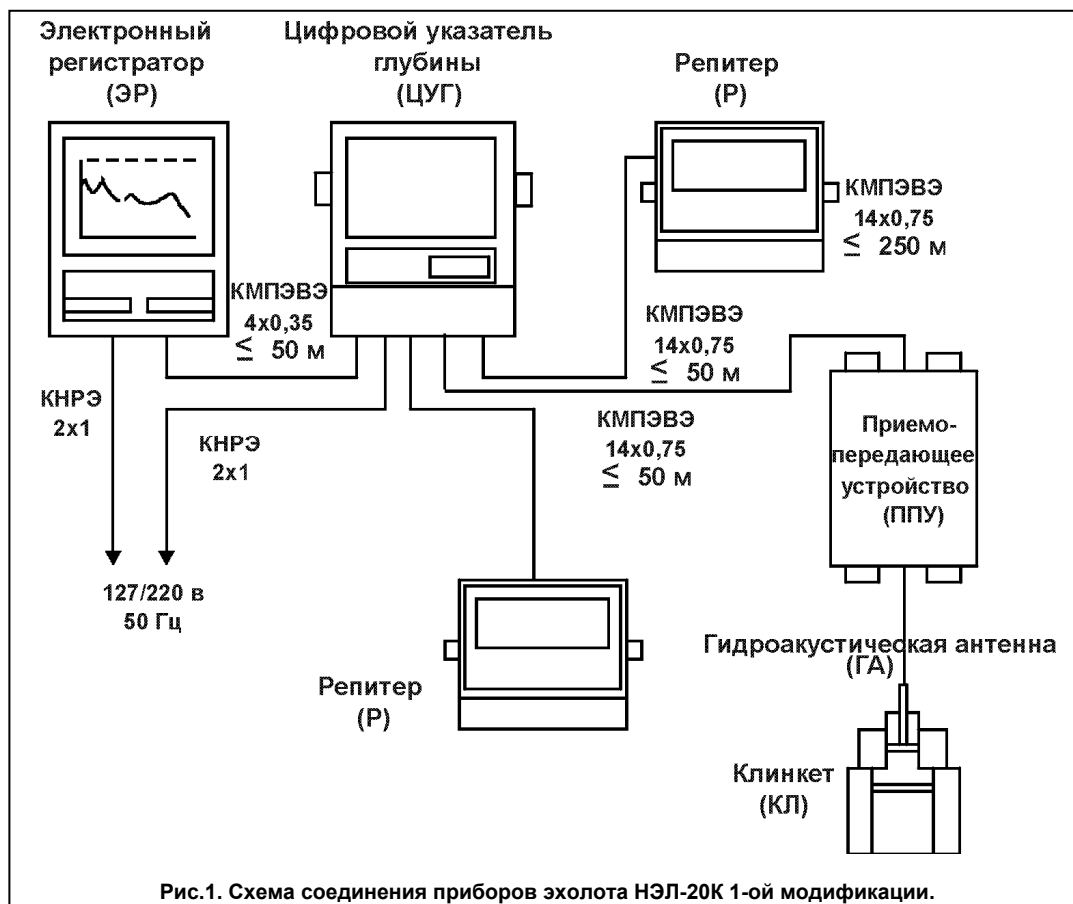 Электронный
регистратор
(ЭР)
Цифровой указатель
глубины
(ЦУГ)
Репитер
(Р)
КМПЭВЭ
14х0,75
≤ 250 м
КМПЭВЭ
4х0,35
≤ 50 м
КМПЭВЭ
14х0,75
≤ 50 м
КНРЭ
2х1
КНРЭ
2х1
КМПЭВЭ
14х0,75
≤ 50 м
Приемо-
передающее
устройство
(ППУ)
127/220 в
50 Гц
Гидроакустическая антенна
(ГА)
Репитер
(Р)
Клинкет
(КЛ)
Рис.1. Схема соединения приборов эхолота НЭЛ-20К 1-ой модификации.